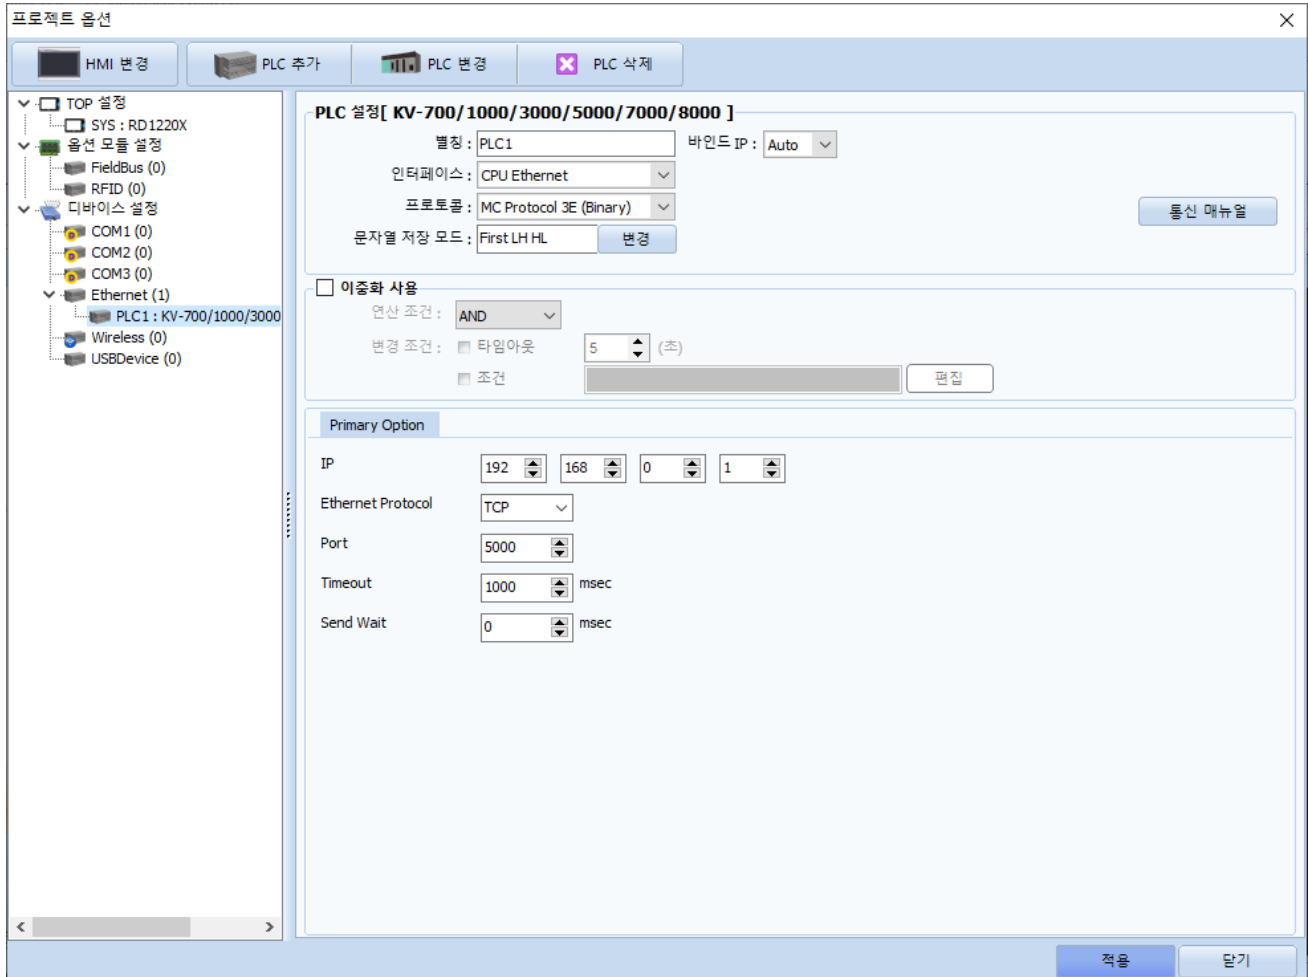 프로젝트 옵션
HMI 변경
PLC 추가
PLC 변경
PLC 삭제
TOP 설정
SYS : RD1220X
옵션 모듈 설정
FieldBus (0)
RFID (0)
디바이스 설정
COM1 (0)
COM2 (0)
COM3 (0)
Ethernet (1)
PLC1 : KV-700/1000/3000
Wireless (0)
USBDevice (0)
PLC 설정[ KV-700/1000/3000/5000/7000/8000 ]
별칭 : PLC1 바인드 IP : Auto
인터페이스 : CPU Ethernet
프로토콜 : MC Protocol 3E (Binary)
통신 매뉴얼
문자열 저장 모드 : First LH HL 변경
이중화 사용
연산 조건 : AND
변경 조건 : 타임아웃 5 (초)
조건 편집
Primary Option
IP 192 168 0 1
Ethernet Protocol TCP
Port 5000
Timeout 1000 msec
Send Wait 0 msec
적용 닫기